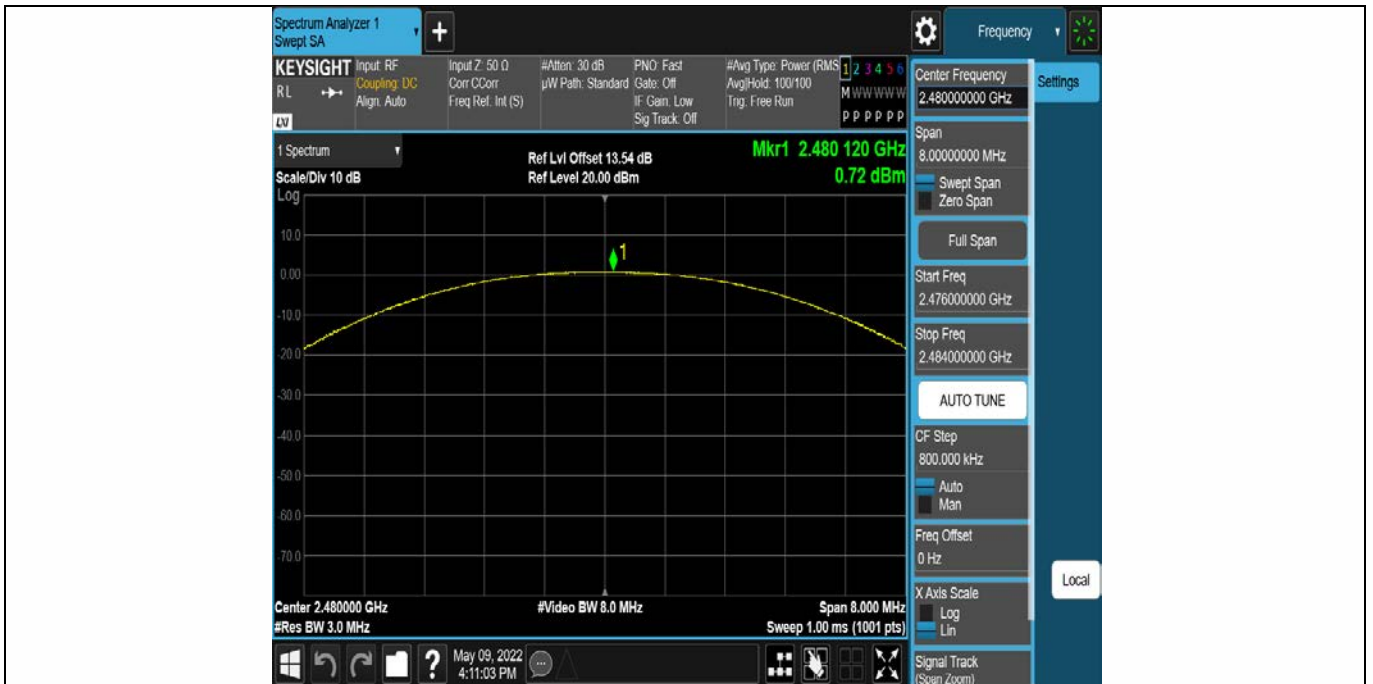 Spectrum Analyzer 1
Swept SA
Frequency
KEYSIGHT
RL
Input: RF
Coupling: DC
Align: Auto
Input Z: 50 Ω
Corr CCorr
Freq Ref: Int (S)
#Atten: 30 dB
µW Path: Standard
PNO: Fast
Gate: Off
IF Gain: Low
Sig Track: Off
#Avg Type: Power (RMS
Avg|Hold: 100/100
Trig: Free Run
1 2 3 4 5 6
M W W W W W
P P P P P P
1 Spectrum
Scale/Div 10 dB
Log
Ref Lvl Offset 13.54 dB
Ref Level 20.00 dBm
Mkr1 2.480 120 GHz
0.72 dBm
10.0
0.00
-10.0
-20.0
-30.0
-40.0
-50.0
-60.0
-70.0
1
Center 2.480000 GHz
#Res BW 3.0 MHz
#Video BW 8.0 MHz
Span 8.000 MHz
Sweep 1.00 ms (1001 pts)
May 09, 2022
4:11:03 PM
Center Frequency
2.480000000 GHz
Settings
Span
8.00000000 MHz
Swept Span
Zero Span
Full Span
Start Freq
2.476000000 GHz
Stop Freq
2.484000000 GHz
AUTO TUNE
CF Step
800.000 kHz
Auto
Man
Freq Offset
0 Hz
X Axis Scale
Log
Lin
Local
Signal Track
(Span Zoom)